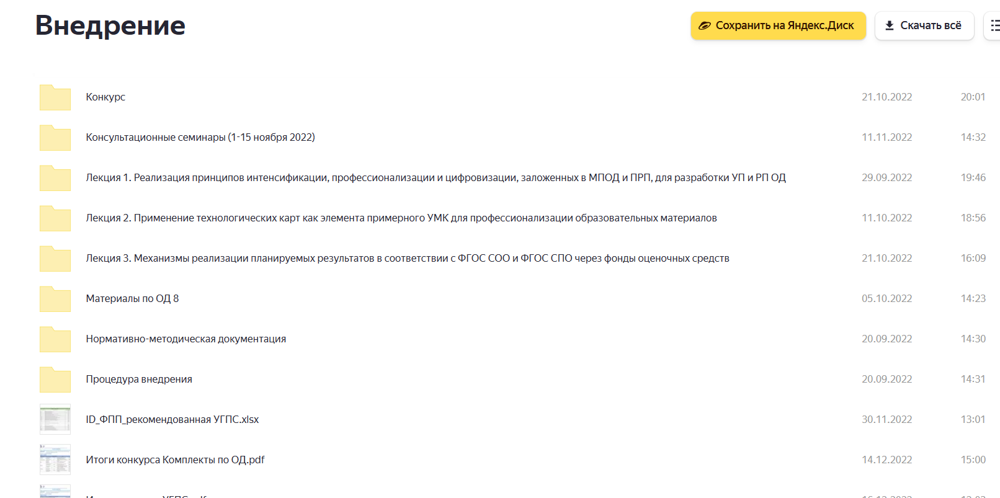 Внедрение
Сохранить на Яндекс.Диск
Скачать всё
Конкурс 21.10.2022 20:01
Консультационные семинары (1-15 ноября 2022) 11.11.2022 14:32
Лекция 1. Реализация принципов интенсификации, профессионализации и цифровизации, заложенных в МПОД и ПРП, для разработки УП и РП ОД 29.09.2022 19:46
Лекция 2. Применение технологических карт как элемента примерного УМК для профессионализации образовательных материалов 11.10.2022 18:56
Лекция 3. Механизмы реализации планируемых результатов в соответствии с ФГОС СОО и ФГОС СПО через фонды оценочных средств 21.10.2022 16:09
Материалы по ОД 8 05.10.2022 14:23
Нормативно-методическая документация 20.09.2022 14:30
Процедура внедрения 20.09.2022 14:31
ID_ФПП_рекомендованная УГПС.xlsx 30.11.2022 13:01
Итоги конкурса Комплекты по ОД.pdf 14.12.2022 15:00